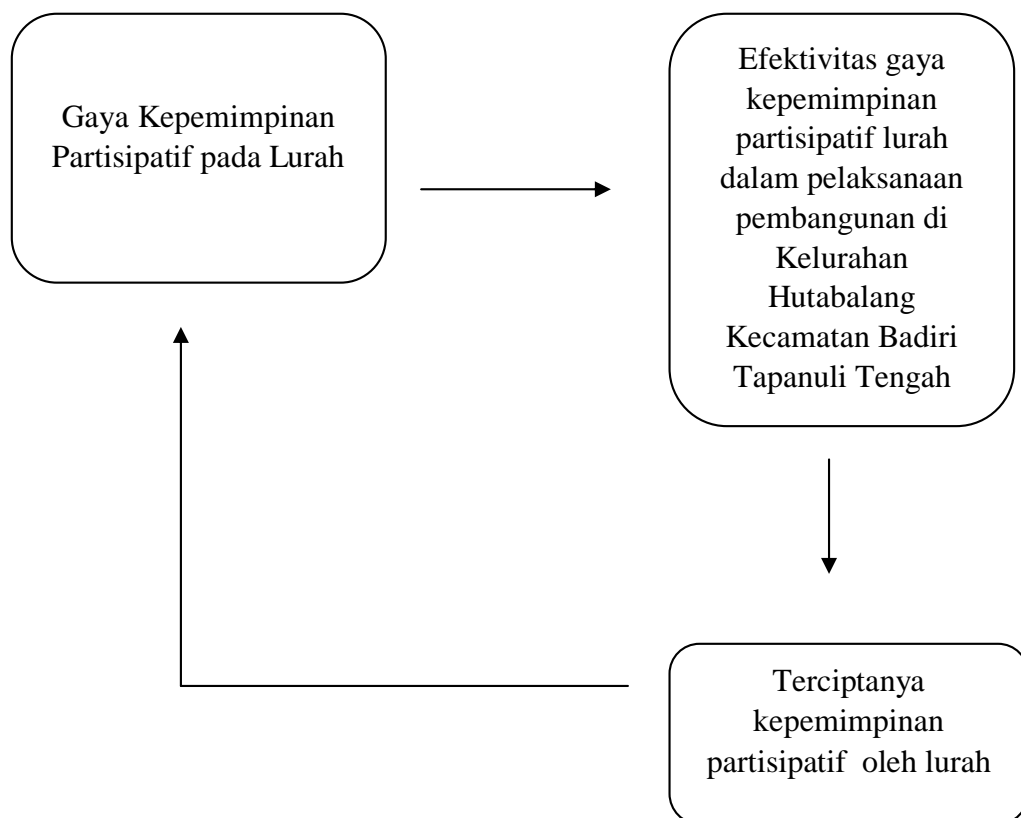 Gaya Kepemimpinan
Partisipatif pada Lurah
Efektivitas gaya
kepemimpinan
partisipatif lurah
dalam pelaksanaan
pembangunan di
Kelurahan
Hutabalang
Kecamatan Badiri
Tapanuli Tengah
Terciptanya
kepemimpinan
partisipatif oleh lurah